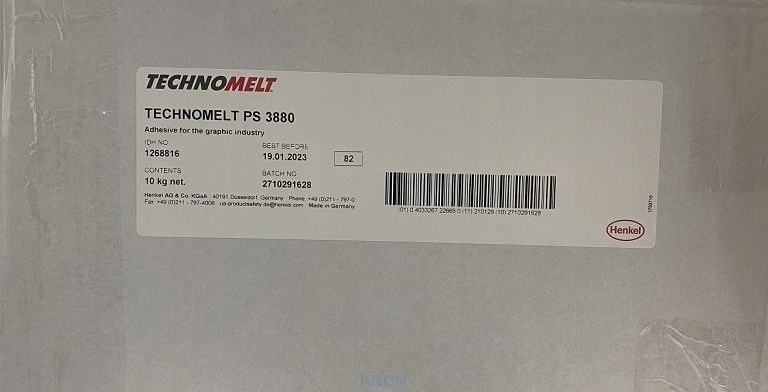 TECHNOMELT
TECHNOMELT PS 3880
Adhesive for the graphic industry
IDH NO
1268816
BEST BEFORE
19.01.2023
82
CONTENTS
10 kg net.
BATCH NO
2710291628
Henkel AG & Co. KGaA · 40191 Düsseldorf, Germany · Phone +49 (0)211 - 797-0
Fax +49 (0)211 - 797-4008 · ua-productsafety.de@henkel.com · Made in Germany
(01) 0 4033267 22665 0 (11) 210129 (10) 2710291628
Henkel
KRON